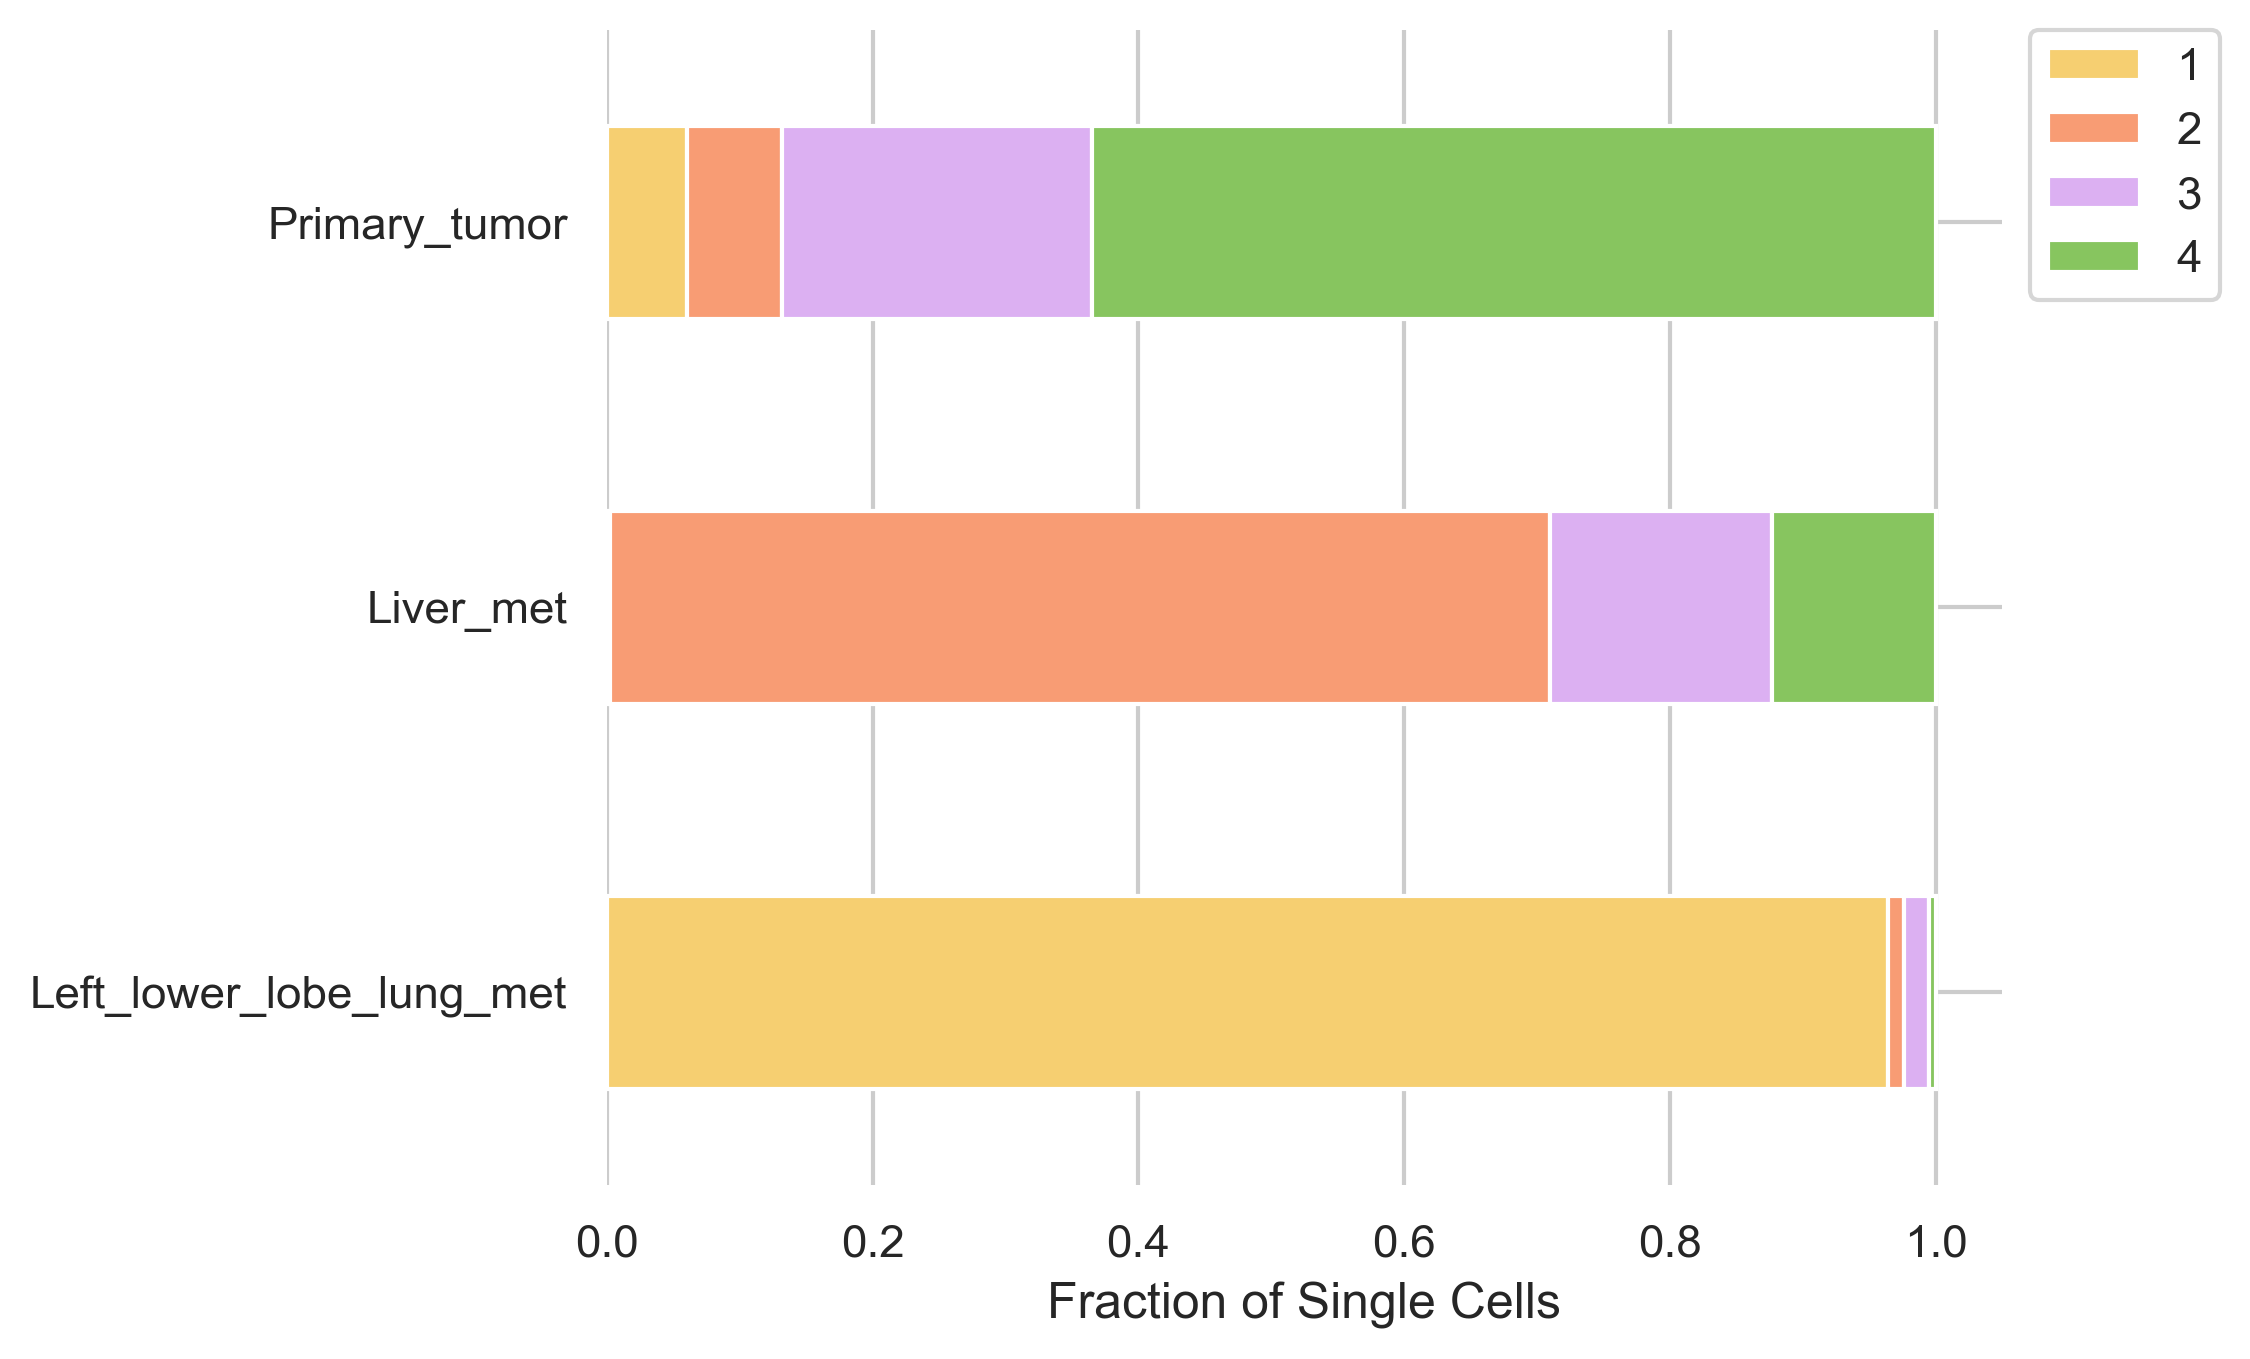 1
2
3
4
Primary_tumor
Liver_met
Left_lower_lobe_lung_met
0.0 0.2 0.4 0.6 0.8 1.0
Fraction of Single Cells